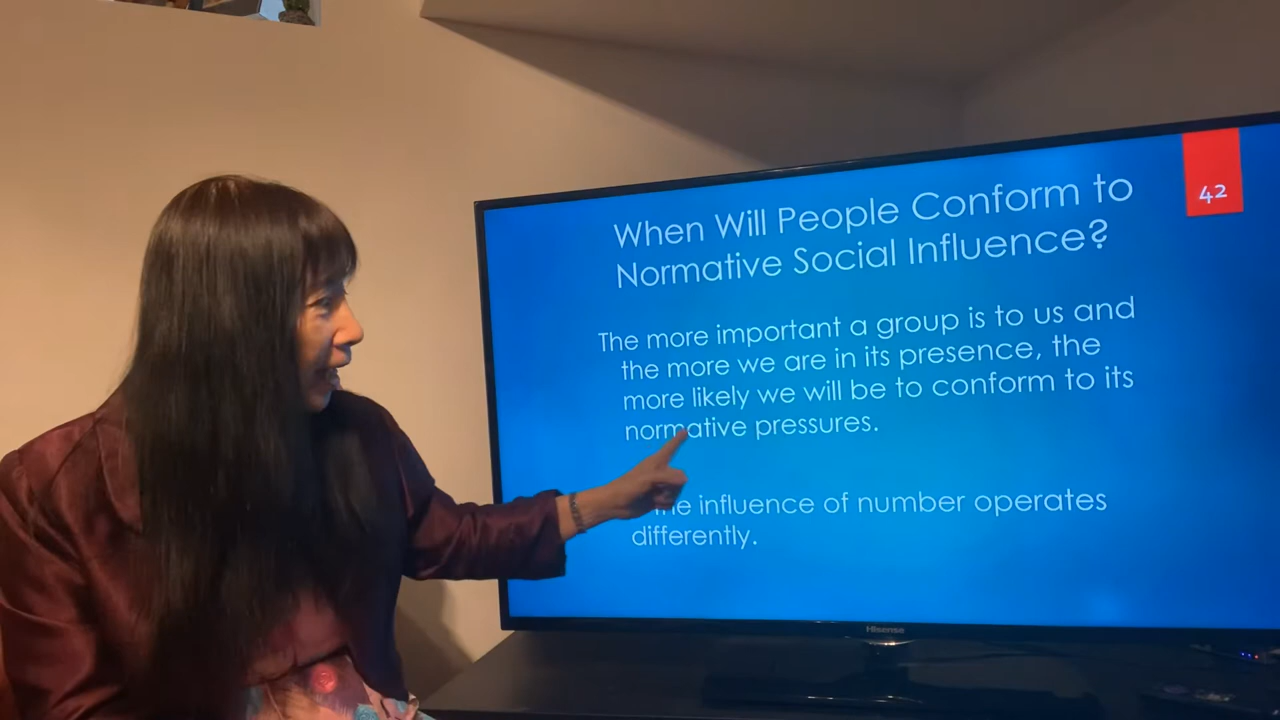 When Will People Conform to
Normative Social Influence?
42
The more important a group is to us and
the more we are in its presence, the
more likely we will be to conform to its
normative pressures.
influence of number operates
differently.
Hisense